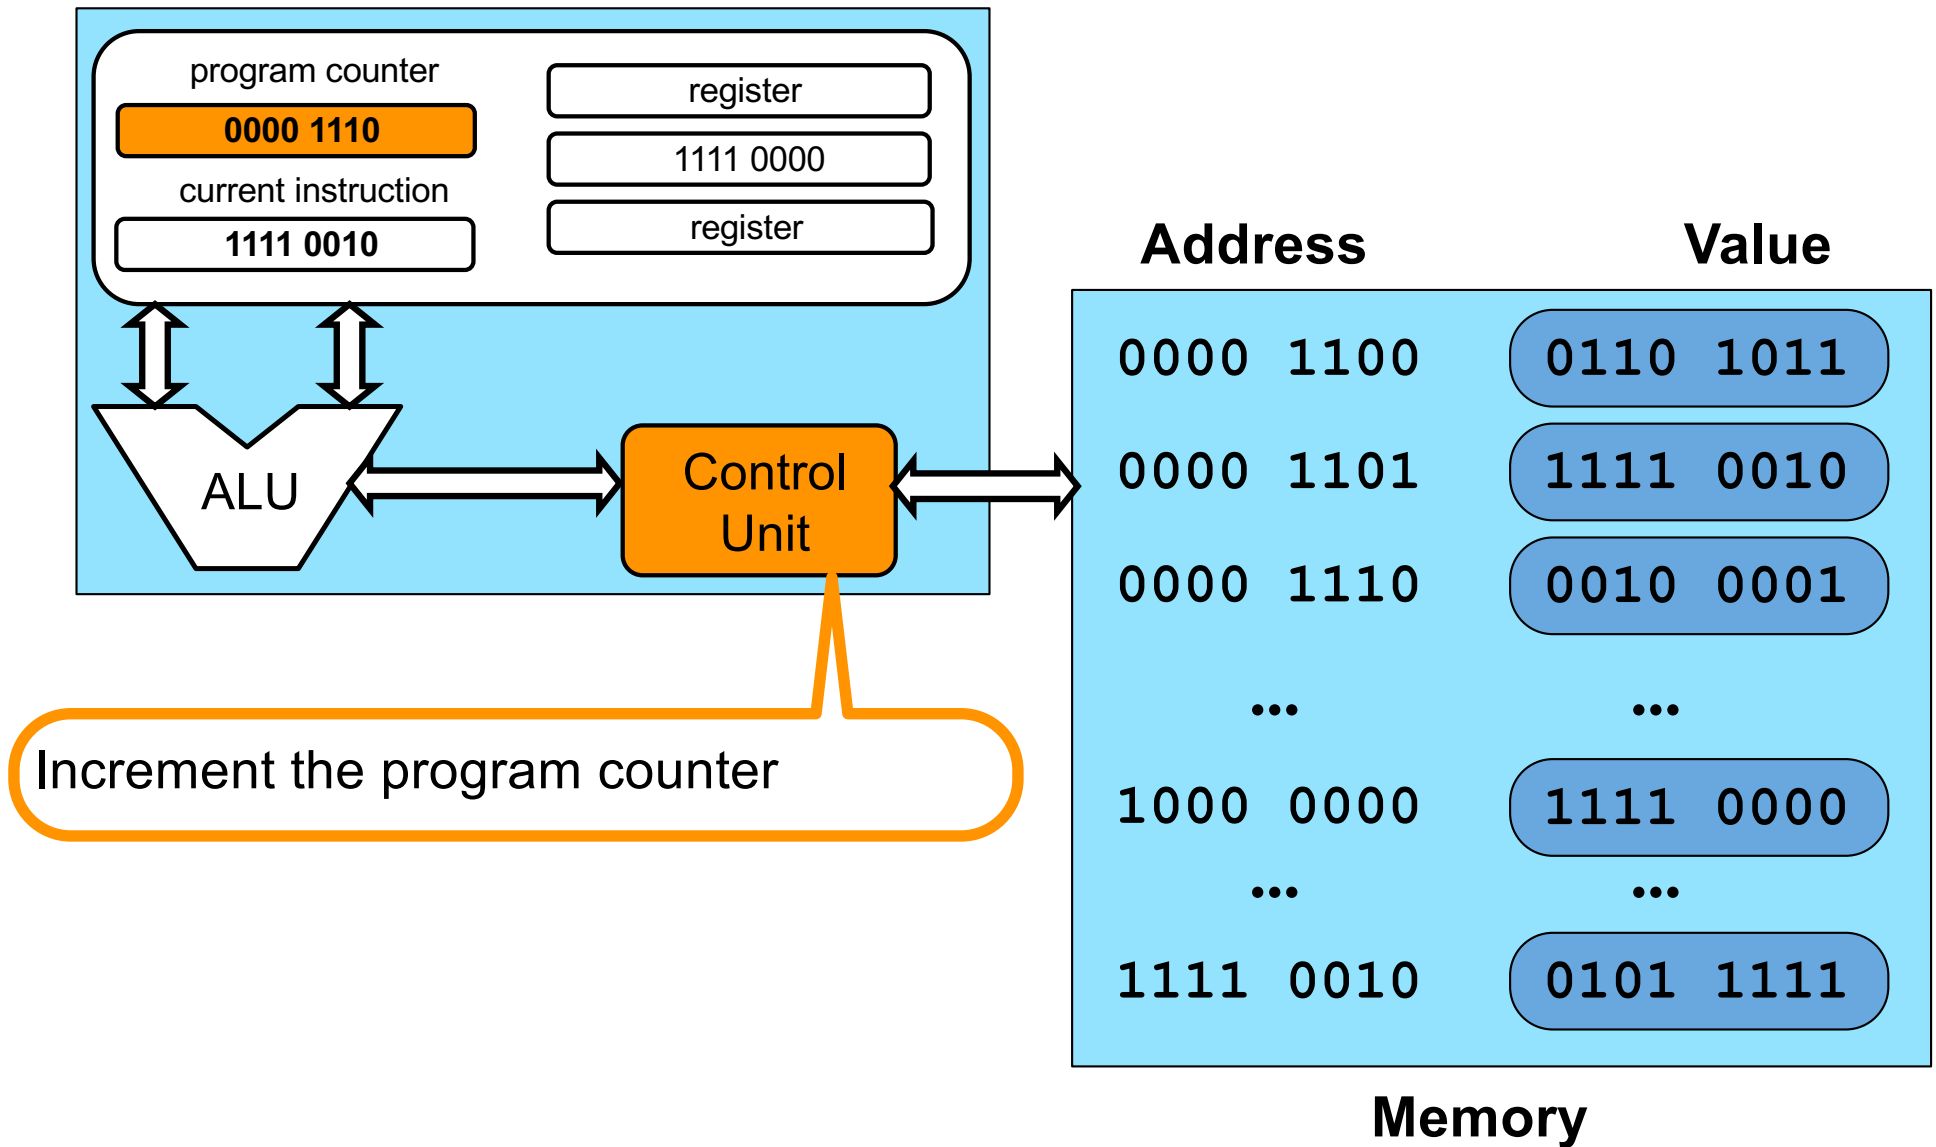 program counter
0000 1110
current instruction
1111 0010
register
1111 0000
register
ALU
Control
Unit
Increment the program counter
Address Value
0000 1100 0110 1011
0000 1101 1111 0010
0000 1110 0010 0001
... ...
1000 0000 1111 0000
... ...
1111 0010 0101 1111
Memory